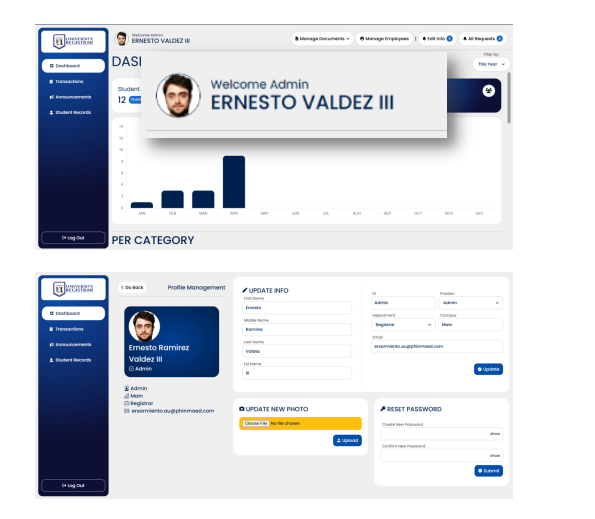 UNIVERSITY
REGISTRAR
Welcome Admin
ERNESTO VALDEZ III
Manage Documents
Manage Employees
|
Edit Info
All Requests
Filter by:
This Year
Dashboard
Transactions
Announcements
Student Records
Log Out
DASH
Student
12
Welcome Admin
ERNESTO VALDEZ III
14
12
10
8
6
4
2
0
JAN FEB MAR APR MAY JUN JUL AUG SEP OCT NOV DEC
PER CATEGORY
UNIVERSITY
REGISTRAR
Dashboard
Transactions
Announcements
Student Records
Log Out
< Go Back
Profile Management
Ernesto Ramirez
Valdez III
Admin
Admin
Main
Registrar
ersarmiento.au@phinmaed.com
UPDATE INFO
First Name
Ernesto
Middle Name
Ramirez
Last Name
Valdez
Ext Name
III
ID
Admin
Position
Admin
Department
Registrar
Campus
Main
Email
ersarmiento.au@phinmaed.com
Update
UPDATE NEW PHOTO
Choose File No file chosen
Upload
RESET PASSWORD
Create New Password
show
Confirm New Password
show
Submit